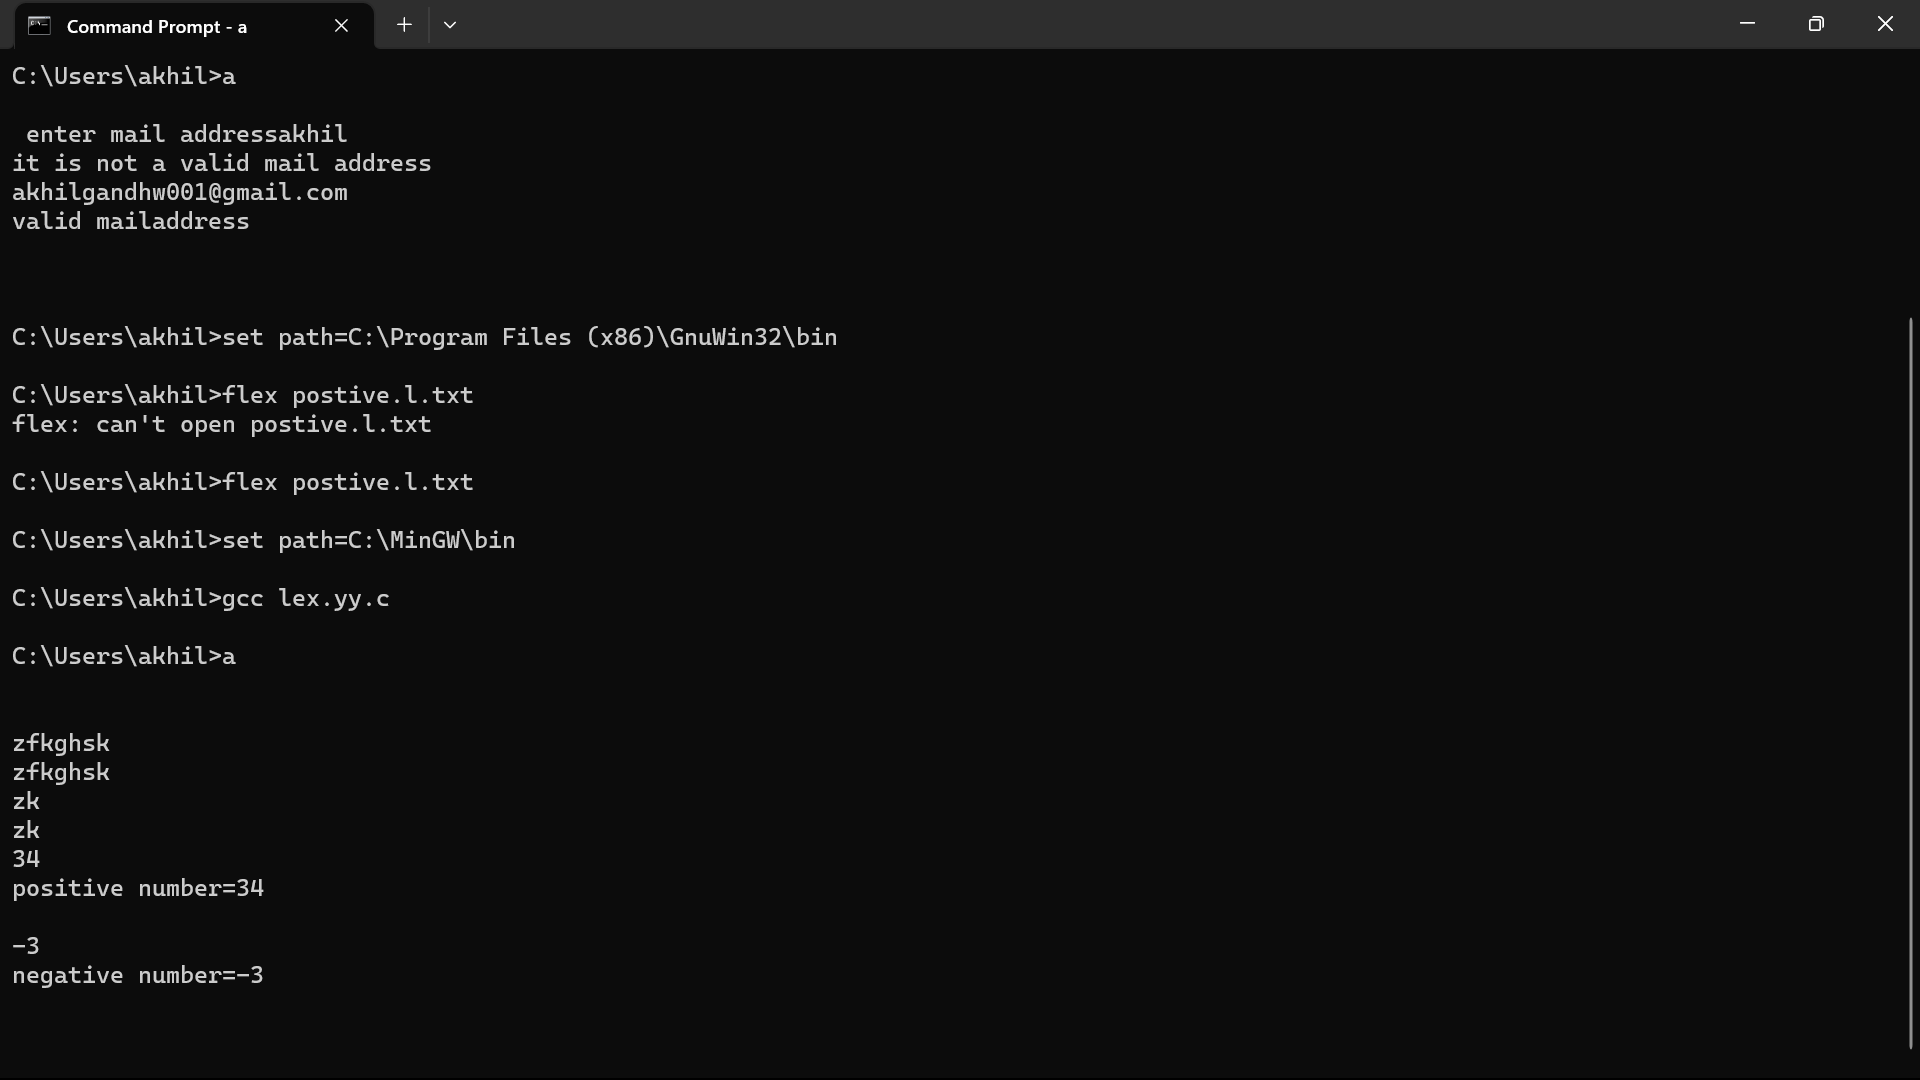 Command Prompt - a
C:\Users\akhil>a
enter mail addressakhil
it is not a valid mail address
akhilgandhw001@gmail.com
valid mailaddress
C:\Users\akhil>set path=C:\Program Files (x86)\GnuWin32\bin
C:\Users\akhil>flex postive.l.txt
flex: can't open postive.l.txt
C:\Users\akhil>flex postive.l.txt
C:\Users\akhil>set path=C:\MinGW\bin
C:\Users\akhil>gcc lex.yy.c
C:\Users\akhil>a
zfkghsk
zfkghsk
zk
zk
34
positive number=34
-3
negative number=-3